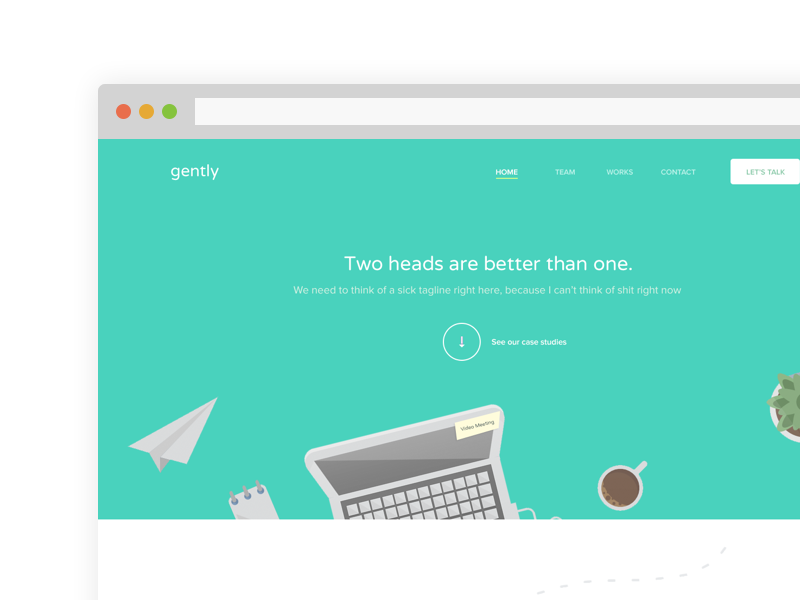 gently
HOME TEAM WORKS CONTACT LET'S TALK
Two heads are better than one.
We need to think of a sick tagline right here, because I can't think of shit right now
See our case studies
Video Meeting